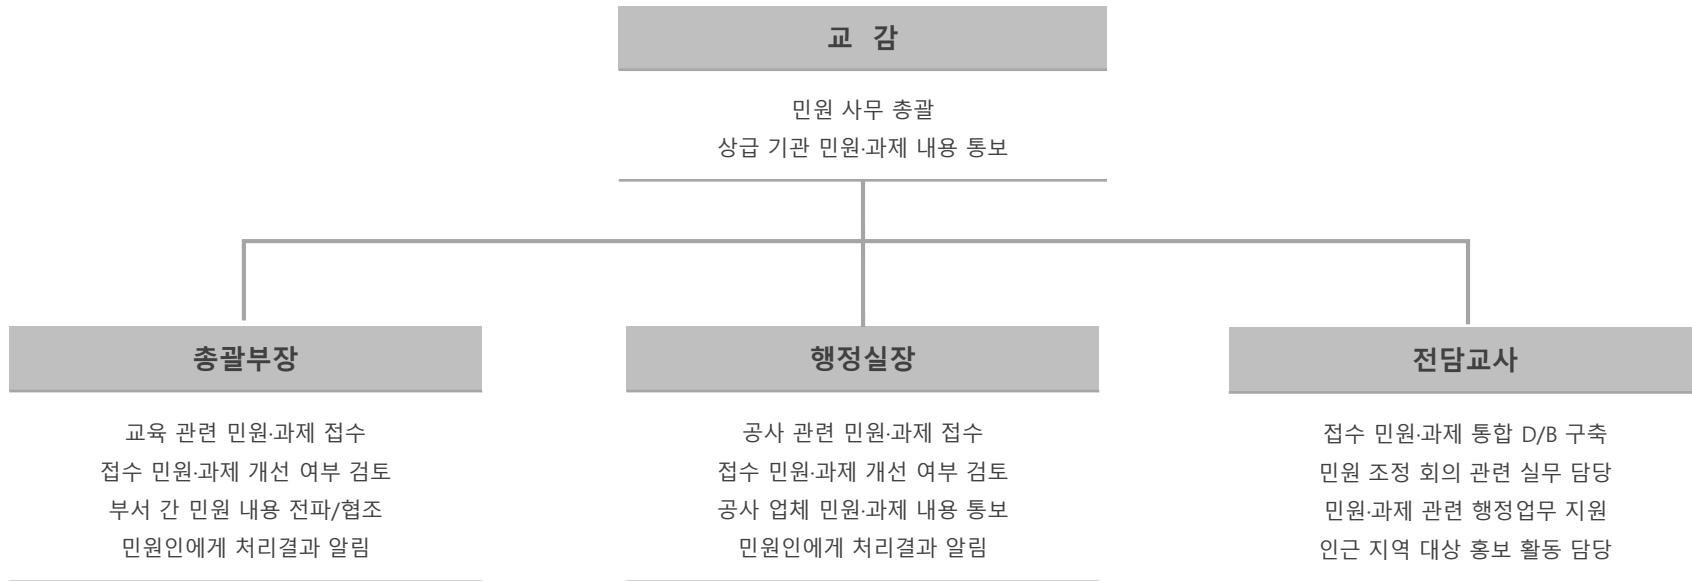 교 감
민원 사무 총괄
상급 기관 민원·과제 내용 통보
총괄부장
교육 관련 민원·과제 접수
접수 민원·과제 개선 여부 검토
부서 간 민원 내용 전파/협조
민원인에게 처리결과 알림
행정실장
공사 관련 민원·과제 접수
접수 민원·과제 개선 여부 검토
공사 업체 민원·과제 내용 통보
민원인에게 처리결과 알림
전담교사
접수 민원·과제 통합 D/B 구축
민원 조정 회의 관련 실무 담당
민원·과제 관련 행정업무 지원
인근 지역 대상 홍보 활동 담당